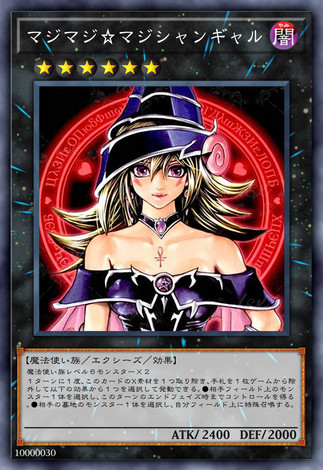 マジマジ☆マジシャンギャル
闇
やみ
【魔法使い族／エクシーズ／効果】
魔法使い族レベル６モンスター×２
１ターンに１度、このカードのX素材を１つ取り除き、手札を１枚ゲームから除
外して以下の効果から１つを選択して発動できる。●相手フィールド上のモン
スター１体を選択し、このターンのエンドフェイズ時までコントロールを得る。
●相手の墓地のモンスター１体を選択し、自分フィールド上に特殊召喚する。
ATK/ 2400 DEF/ 2000
10000030